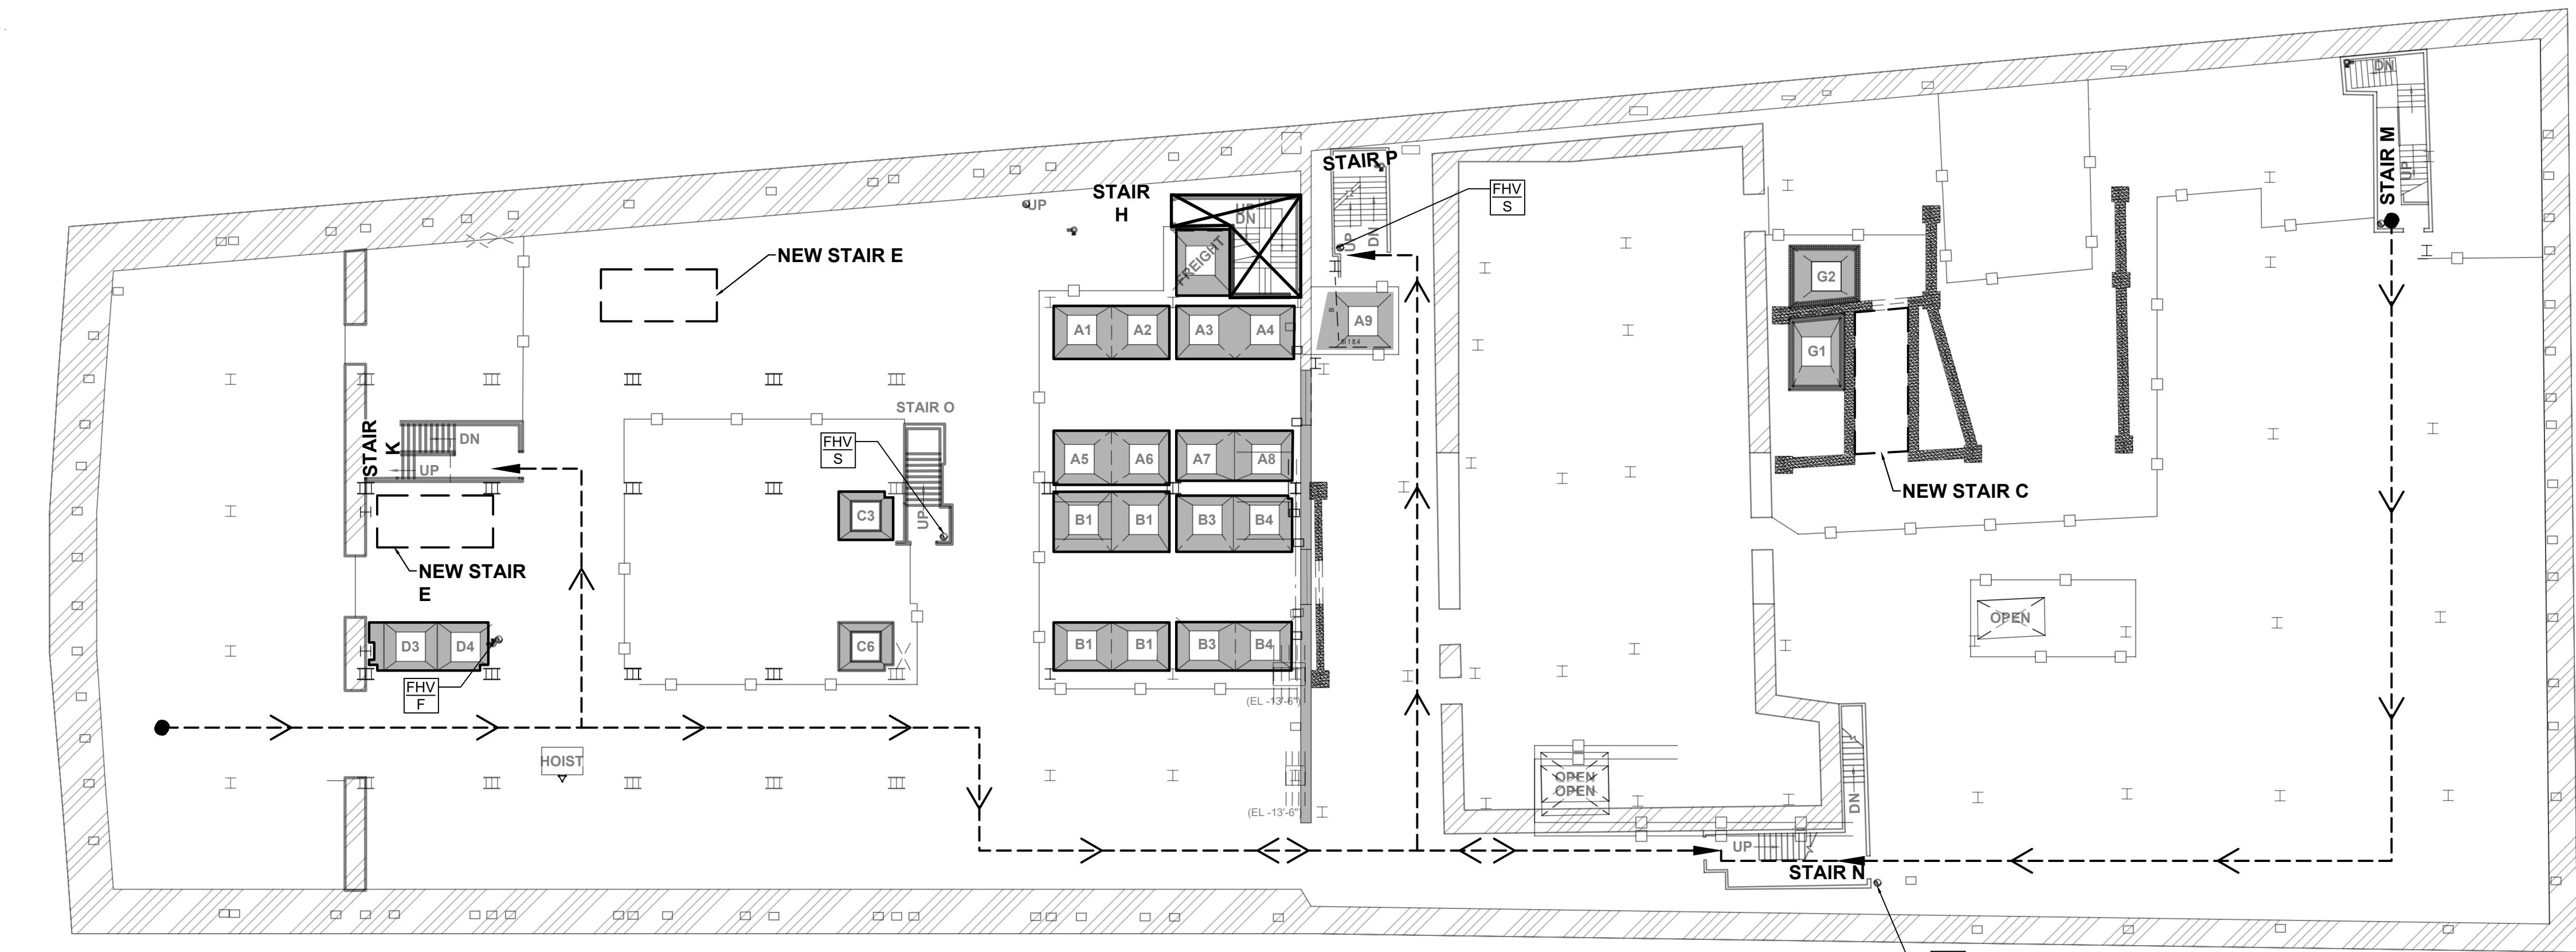 DN
STAIR M
UP
STAIR P
FHV
S
STAIR
H
UP
UP
DN
FREIGHT
UP
DN
NEW STAIR E
G2
A1
A2
A3
A4
A9
G1
STAIR O
STAIR
K
DN
UP
FHV
S
A5
A6
A7
A8
NEW STAIR C
C3
UP
B1
B1
B3
B4
NEW STAIR
E
OPEN
D3
D4
C6
B1
B1
B3
B4
FHV
F
(EL -13'-6")
HOIST
OPEN
OPEN
DN
(EL -13'-6")
UP
STAIR N